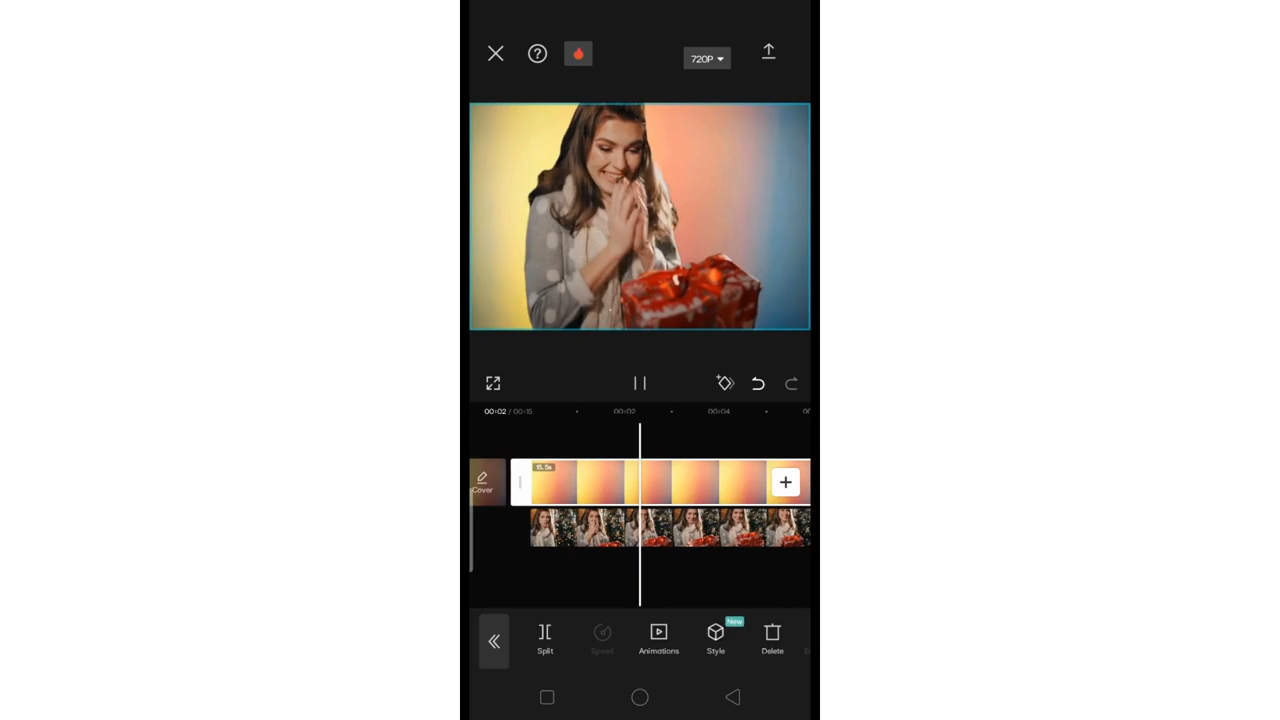 720P
00:02 / 00:15
00:02
00:04
Cover
15.5s
New
Split
Speed
Animations
Style
Delete